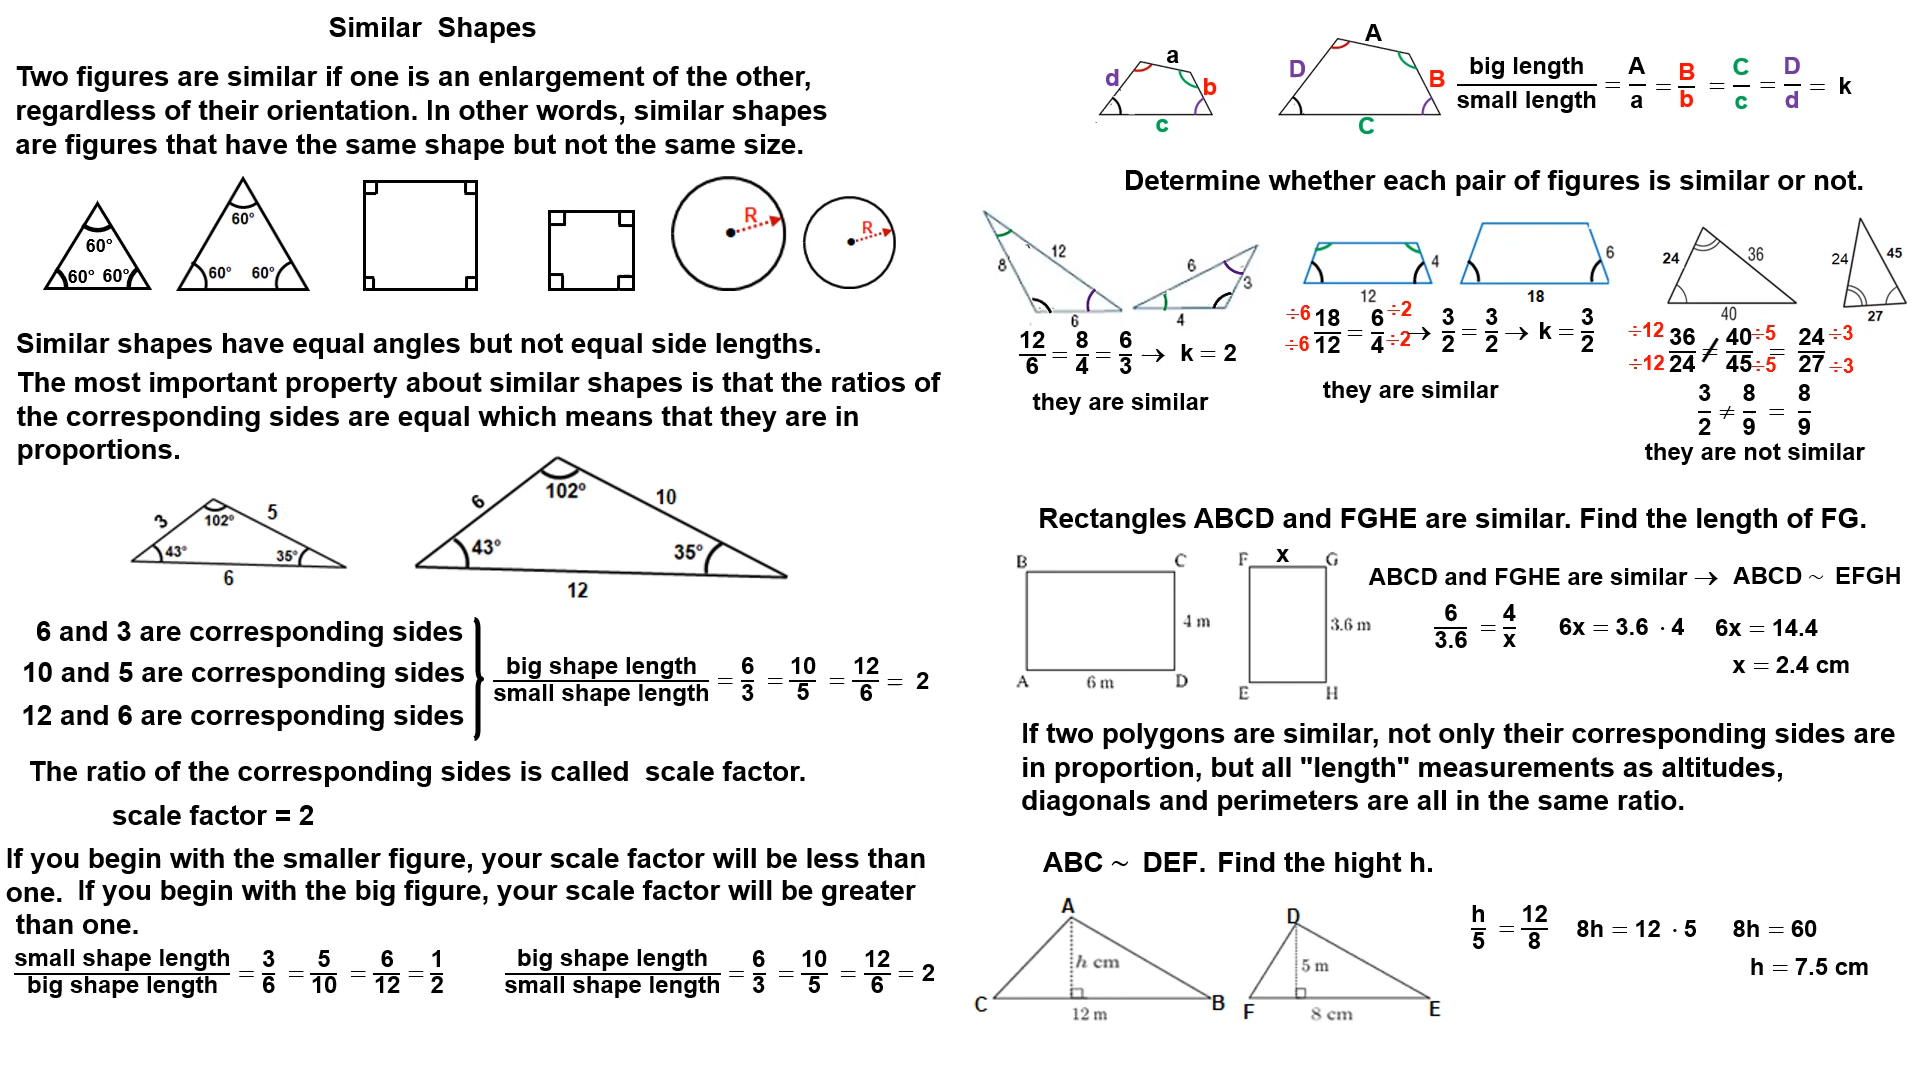 Similar  Shapes
Two figures are similar if one is an enlargement of the other,
regardless of their orientation. In other words, similar shapes
are figures that have the same shape but not the same size.
60° 60° 60°
60° 60° 60°
R
R
Similar shapes have equal angles but not equal side lengths.
The most important property about similar shapes is that the ratios of
the corresponding sides are equal which means that they are in
proportions.
3 102° 5 43° 35° 6
6 102° 10 43° 35° 12
6 and 3 are corresponding sides
10 and 5 are corresponding sides
12 and 6 are corresponding sides
big shape length/small shape length = 6/3 = 10/5 = 12/6 = 2
The ratio of the corresponding sides is called  scale factor.
scale factor = 2
If you begin with the smaller figure, your scale factor will be less than
one.  If you begin with the big figure, your scale factor will be greater
than one.
small shape length/big shape length = 3/6 = 5/10 = 6/12 = 1/2
big shape length/small shape length = 6/3 = 10/5 = 12/6 = 2
a b c d
A B C D
big length/small length = A/a = B/b = C/c = D/d = k
Determine whether each pair of figures is similar or not.
8 12 6
6 3 4
12/6 = 8/4 = 6/3 → k = 2
they are similar
4 12
6 18
÷6 18/12 ÷6 = 6/4 ÷2 ÷2 → 3/2 = 3/2 → k = 3/2
they are similar
24 36 40
24 45 27
÷12 36/24 ÷12 ≠ 40/45 ÷5 ÷5 = 24/27 ÷3 ÷3
3/2 ≠ 8/9 = 8/9
they are not similar
Rectangles ABCD and FGHE are similar. Find the length of FG.
B C 4 m A 6 m D
F x G 3.6 m E H
ABCD and FGHE are similar → ABCD ~ EFGH
6/3.6 = 4/x  6x = 3.6 · 4  6x = 14.4
x = 2.4 cm
If two polygons are similar, not only their corresponding sides are
in proportion, but all "length" measurements as altitudes,
diagonals and perimeters are all in the same ratio.
ABC ~ DEF. Find the hight h.
A h cm C 12 m B
D 5 m F 8 cm E
h/5 = 12/8  8h = 12 · 5  8h = 60
h = 7.5 cm